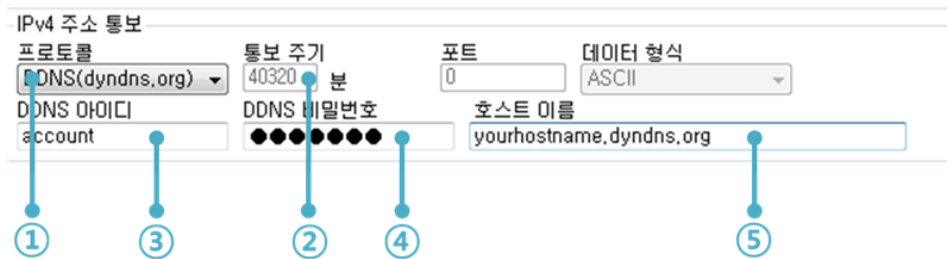 IPv4 주소 통보
프로토콜 통보 주기 포트 데이터 형식
DDNS(dyndns.org) 40320 분 0 ASCII
DDNS 아이디 DDNS 비밀번호 호스트 이름
account ●●●●●●● yourhostname.dyndns.org
① ③ ② ④ ⑤